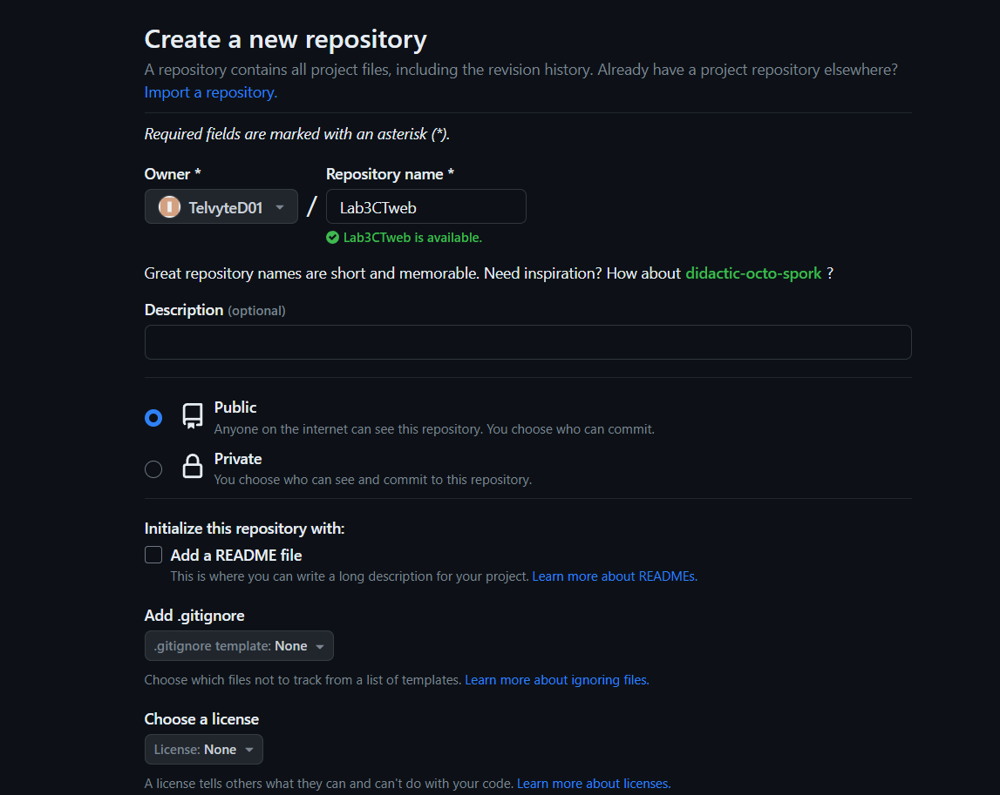 Create a new repository
A repository contains all project files, including the revision history. Already have a project repository elsewhere?
Import a repository.
Required fields are marked with an asterisk (*).
Owner * Repository name *
TelvyteD01 / Lab3CTweb
Lab3CTweb is available.
Great repository names are short and memorable. Need inspiration? How about didactic-octo-spork ?
Description (optional)
Public
Anyone on the internet can see this repository. You choose who can commit.
Private
You choose who can see and commit to this repository.
Initialize this repository with:
Add a README file
This is where you can write a long description for your project. Learn more about READMEs.
Add .gitignore
.gitignore template: None
Choose which files not to track from a list of templates. Learn more about ignoring files.
Choose a license
License: None
A license tells others what they can and can't do with your code. Learn more about licenses.